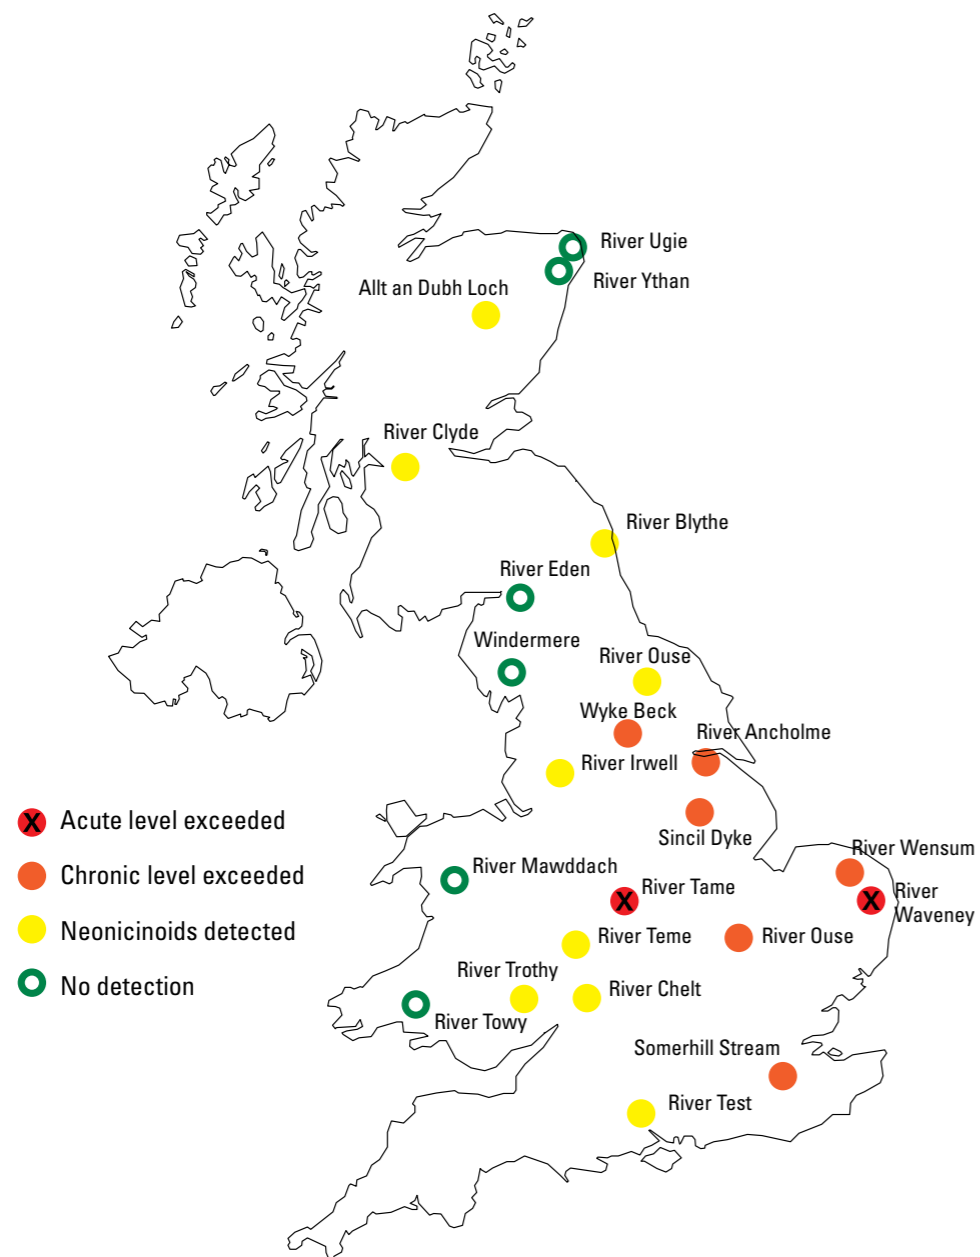 River Ugie
River Ythan
Allt an Dubh Loch
River Clyde
River Blythe
River Eden
Windermere
River Ouse
Wyke Beck
River Ancholme
River Irwell
Sincil Dyke
River Wensum
River Mawddach
River Tame
River
Waveney
River Teme
River Ouse
River Trothy
River Chelt
River Towy
Somerhill Stream
River Test
X Acute level exceeded
Chronic level exceeded
Neonicinoids detected
No detection
X
X